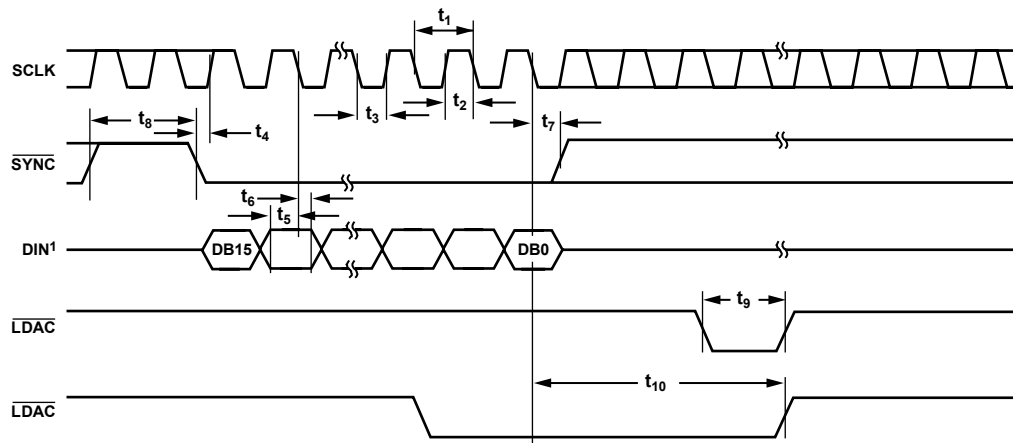 t1
SCLK
t2
t3
t8
t4
t7
SYNC
t6
t5
DIN1
DB15
DB0
t9
LDAC
t10
LDAC